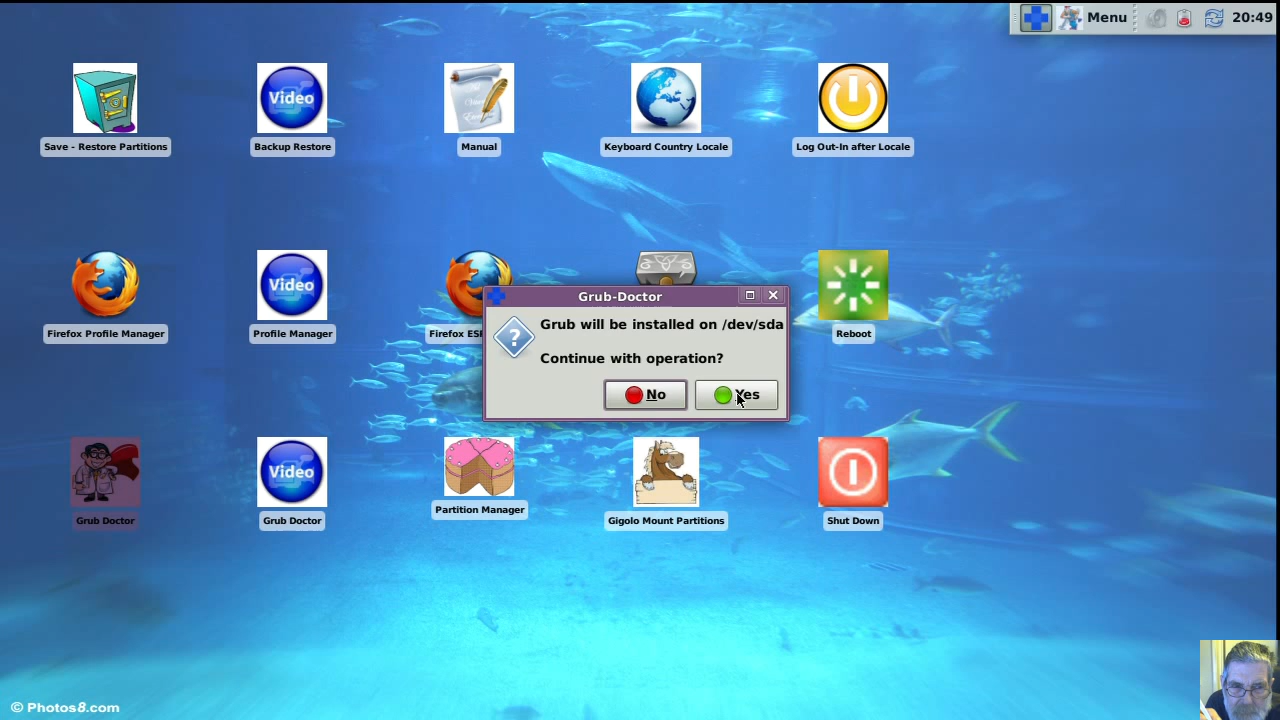 Menu
20:49
Save - Restore Partitions
Video
Backup Restore
Manual
Keyboard Country Locale
Log Out-In after Locale
Firefox Profile Manager
Video
Profile Manager
Firefox ES
Reboot
Grub-Doctor
Grub will be installed on /dev/sda
Continue with operation?
No
Yes
Grub Doctor
Video
Grub Doctor
Partition Manager
Gigolo Mount Partitions
Shut Down
© Photos8.com